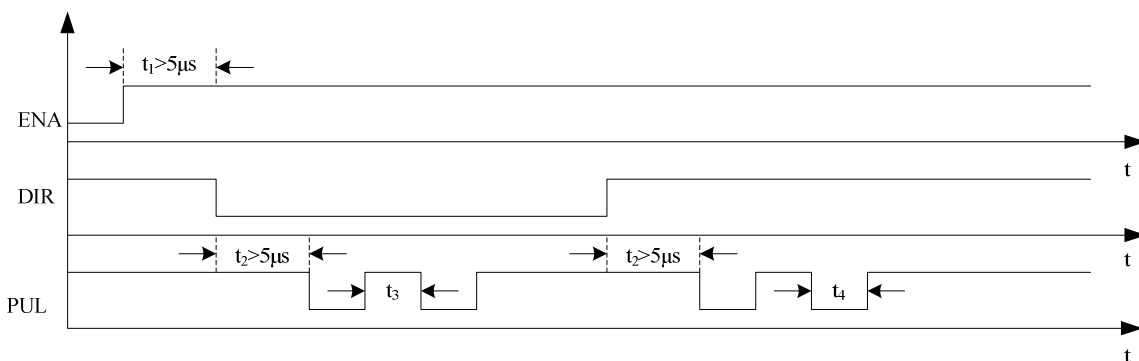 t₁>5μs
ENA
t
DIR
t
t₂>5μs
t₂>5μs
t₃
t₄
PUL
t